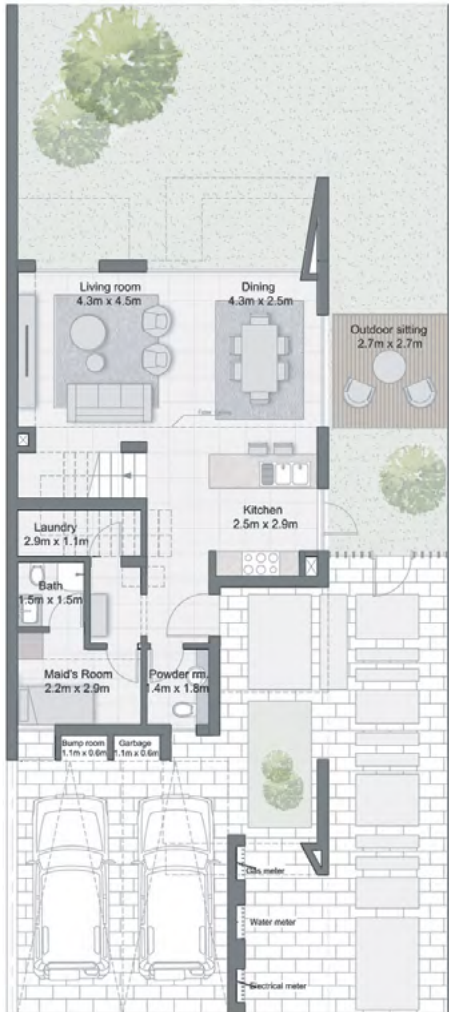 Living room
4.3m x 4.5m
Dining
4.3m x 2.5m
Outdoor sitting
2.7m x 2.7m
Kitchen
2.5m x 2.9m
Laundry
2.9m x 1.1m
Bath
1.5m x 1.5m
Maid's Room
2.2m x 2.9m
Powder rm.
1.4m x 1.8m
Bump room
1.1m x 0.6m
Garbage
1.1m x 0.6m
Gas meter
Water meter
Electrical meter